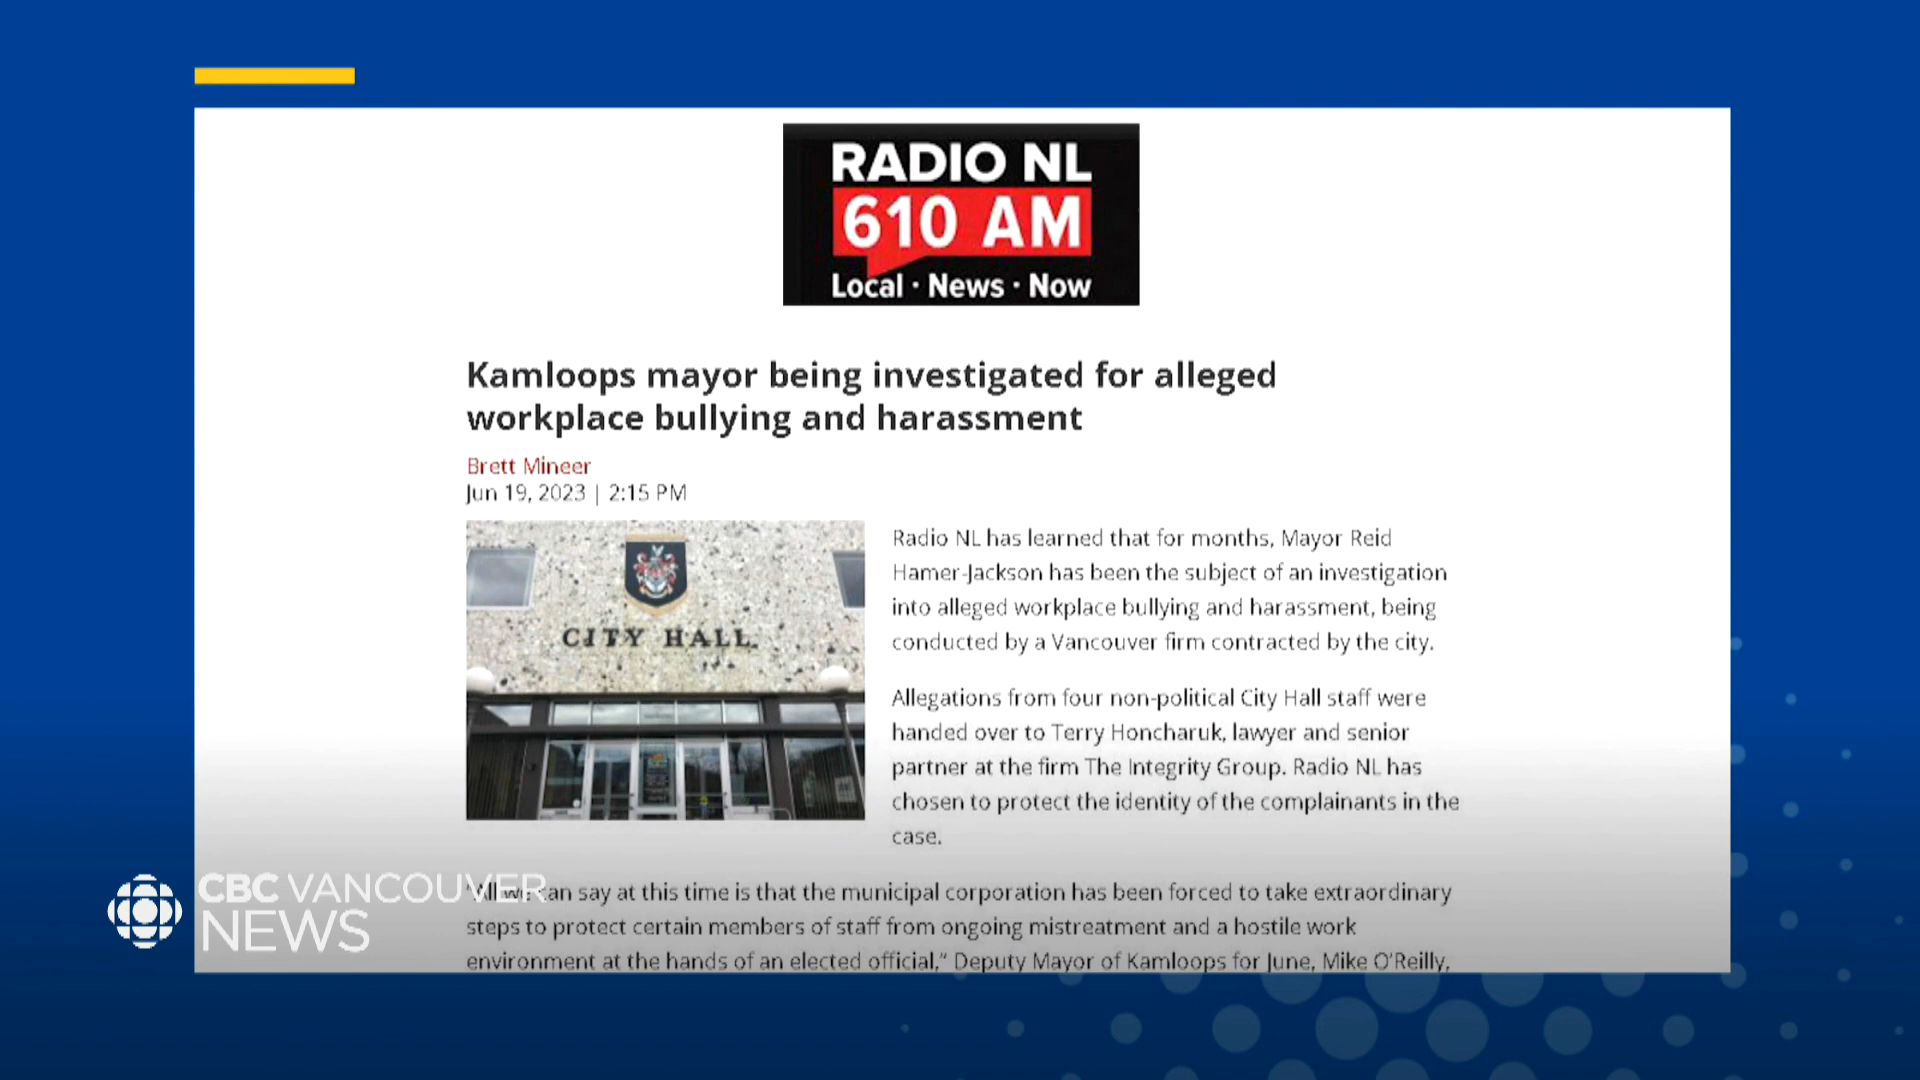 RADIO NL
610 AM
Local · News · Now
Kamloops mayor being investigated for alleged
workplace bullying and harassment
Brett Mineer
Jun 19, 2023 | 2:15 PM
CITY HALL
Radio NL has learned that for months, Mayor Reid
Hamer-Jackson has been the subject of an investigation
into alleged workplace bullying and harassment, being
conducted by a Vancouver firm contracted by the city.
Allegations from four non-political City Hall staff were
handed over to Terry Honcharuk, lawyer and senior
partner at the firm The Integrity Group. Radio NL has
chosen to protect the identity of the complainants in the
case.
"All we can say at this time is that the municipal corporation has been forced to take extraordinary
steps to protect certain members of staff from ongoing mistreatment and a hostile work
environment at the hands of an elected official," Deputy Mayor of Kamloops for June, Mike O'Reilly,
CBC VANCOUVER
NEWS